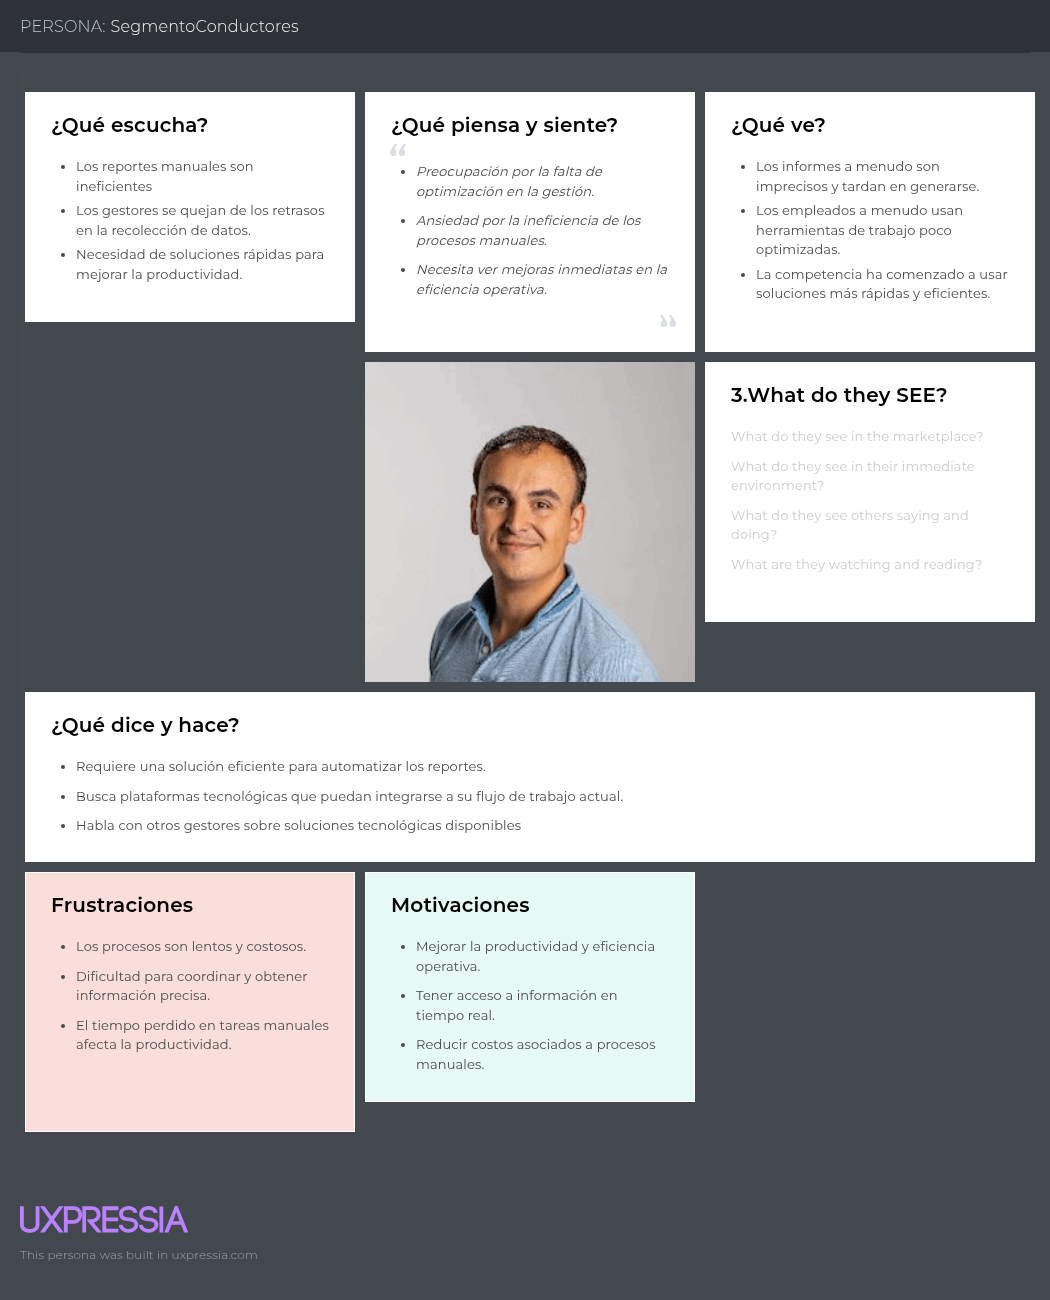 PERSONA: SegmentoConductores
¿Qué escucha?
• Los reportes manuales son
ineficientes
• Los gestores se quejan de los retrasos
en la recolección de datos.
• Necesidad de soluciones rápidas para
mejorar la productividad.
¿Qué piensa y siente?
“
• Preocupación por la falta de
optimización en la gestión.
• Ansiedad por la ineficiencia de los
procesos manuales.
• Necesita ver mejoras inmediatas en la
eficiencia operativa.
”
¿Qué ve?
• Los informes a menudo son
imprecisos y tardan en generarse.
• Los empleados a menudo usan
herramientas de trabajo poco
optimizadas.
• La competencia ha comenzado a usar
soluciones más rápidas y eficientes.
3.What do they SEE?
What do they see in the marketplace?
What do they see in their immediate
environment?
What do they see others saying and
doing?
What are they watching and reading?
¿Qué dice y hace?
• Requiere una solución eficiente para automatizar los reportes.
• Busca plataformas tecnológicas que puedan integrarse a su flujo de trabajo actual.
• Habla con otros gestores sobre soluciones tecnológicas disponibles
Frustraciones
• Los procesos son lentos y costosos.
• Dificultad para coordinar y obtener
información precisa.
• El tiempo perdido en tareas manuales
afecta la productividad.
Motivaciones
• Mejorar la productividad y eficiencia
operativa.
• Tener acceso a información en
tiempo real.
• Reducir costos asociados a procesos
manuales.
UXPRESSIA
This persona was built in uxpressia.com